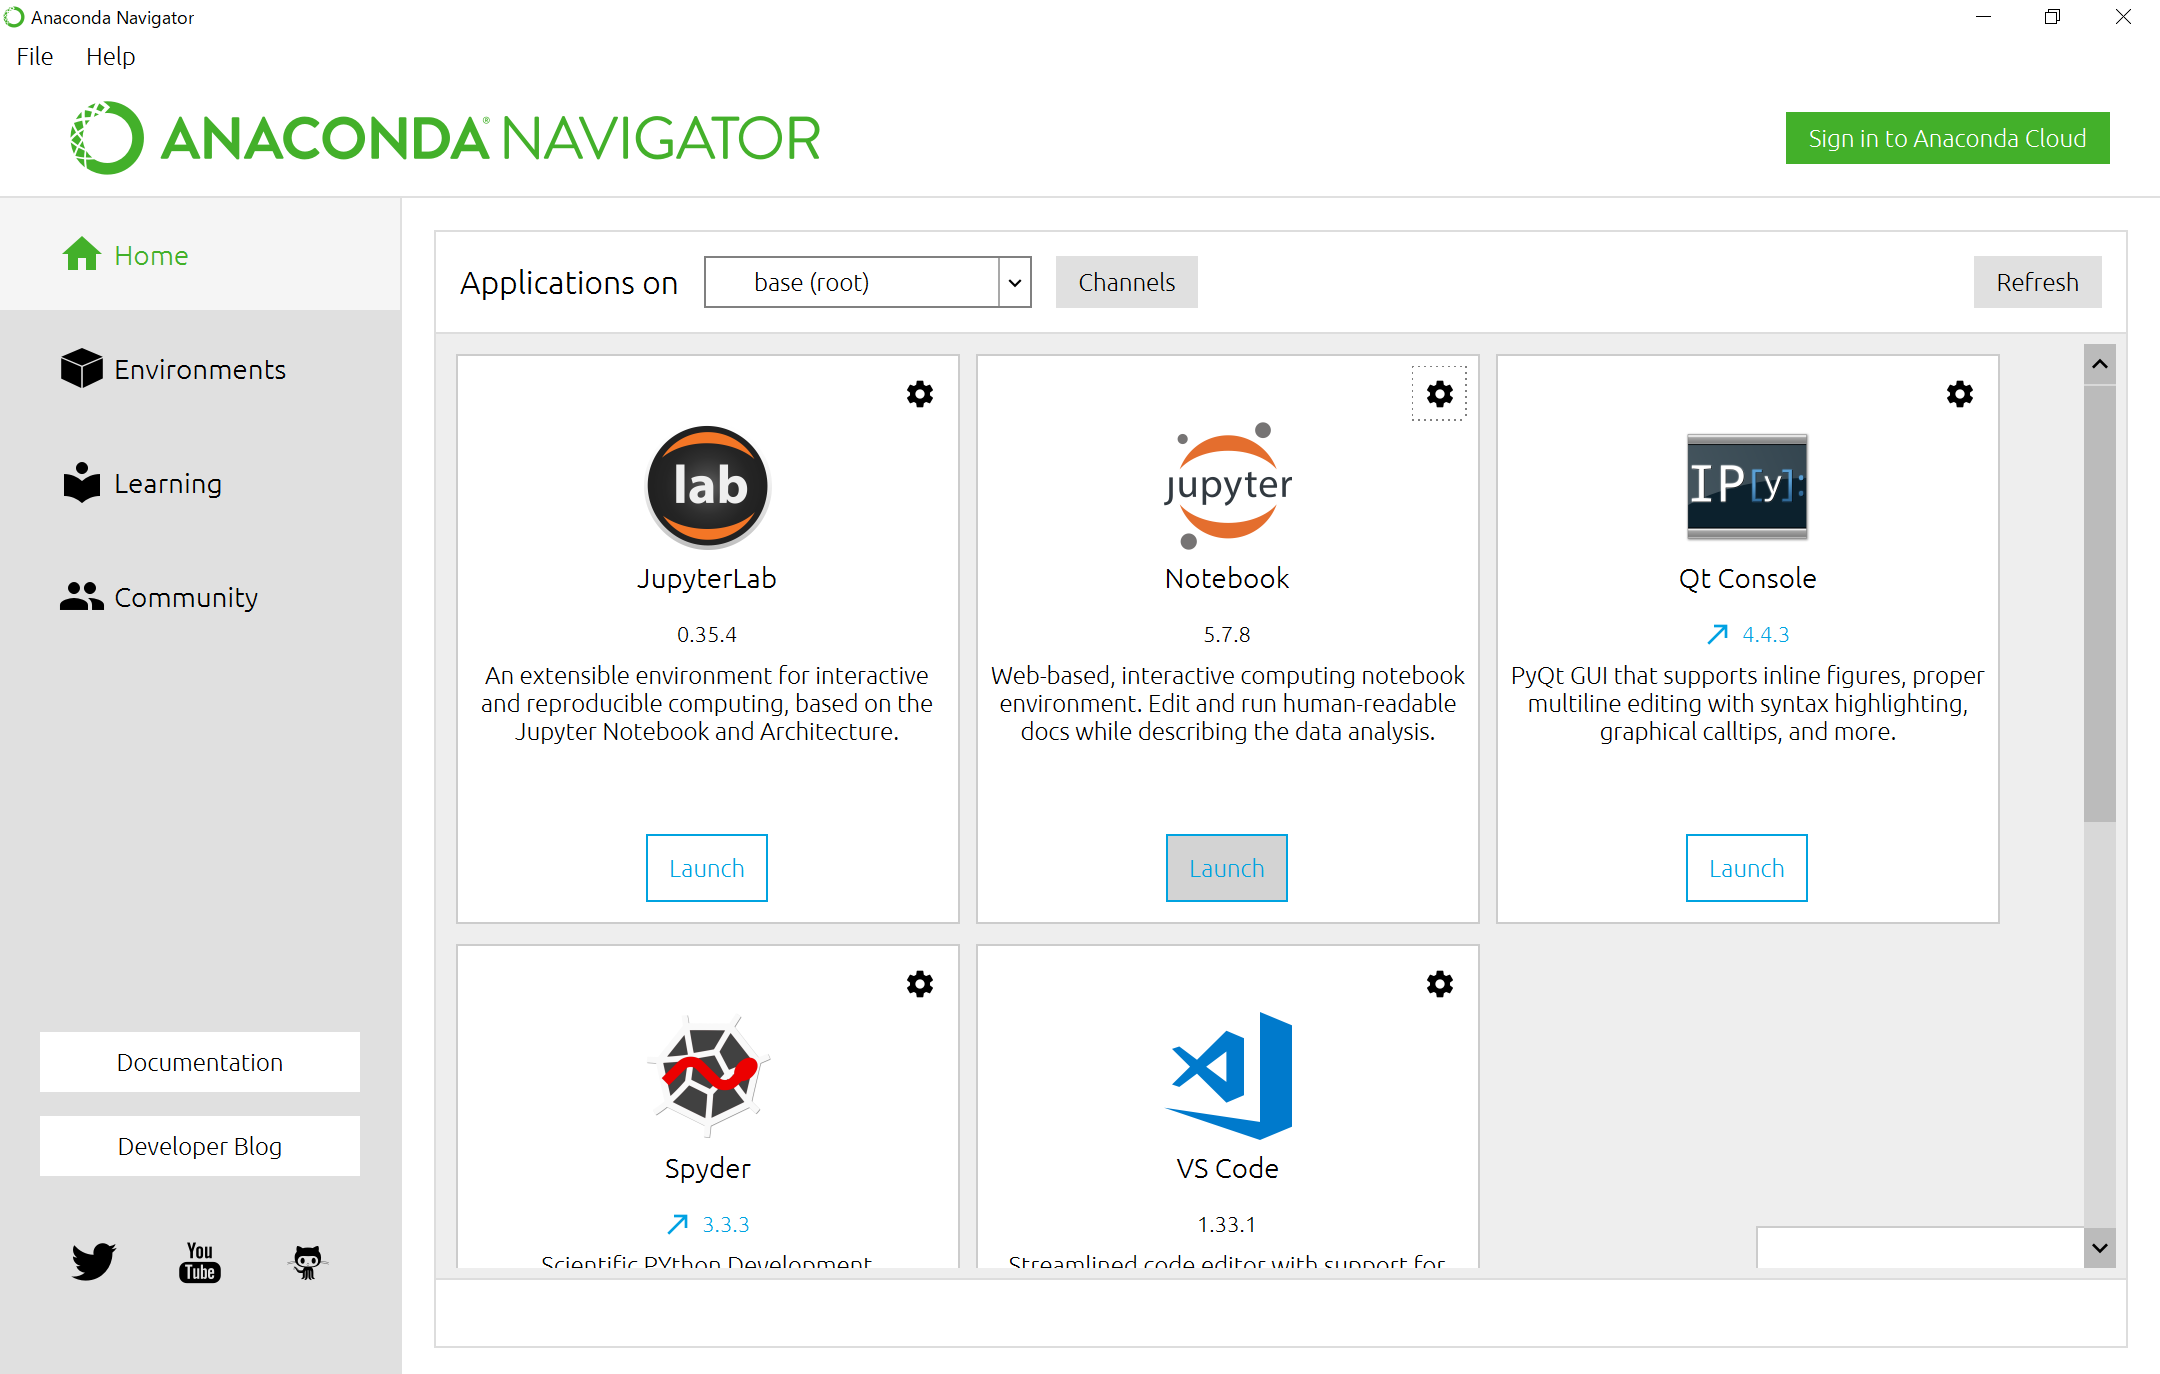 Anaconda Navigator
File Help
ANACONDA® NAVIGATOR
Sign in to Anaconda Cloud
Home
Environments
Learning
Community
Documentation
Developer Blog
You
Tube
Applications on base (root) Channels Refresh
lab
JupyterLab
0.35.4
An extensible environment for interactive
and reproducible computing, based on the
Jupyter Notebook and Architecture.
Launch
jupyter
Notebook
5.7.8
Web-based, interactive computing notebook
environment. Edit and run human-readable
docs while describing the data analysis.
Launch
IP[y]:
Qt Console
4.4.3
PyQt GUI that supports inline figures, proper
multiline editing with syntax highlighting,
graphical calltips, and more.
Launch
Spyder
3.3.3
Scientific PYthon Development
VS Code
1.33.1
Streamlined code editor with support for